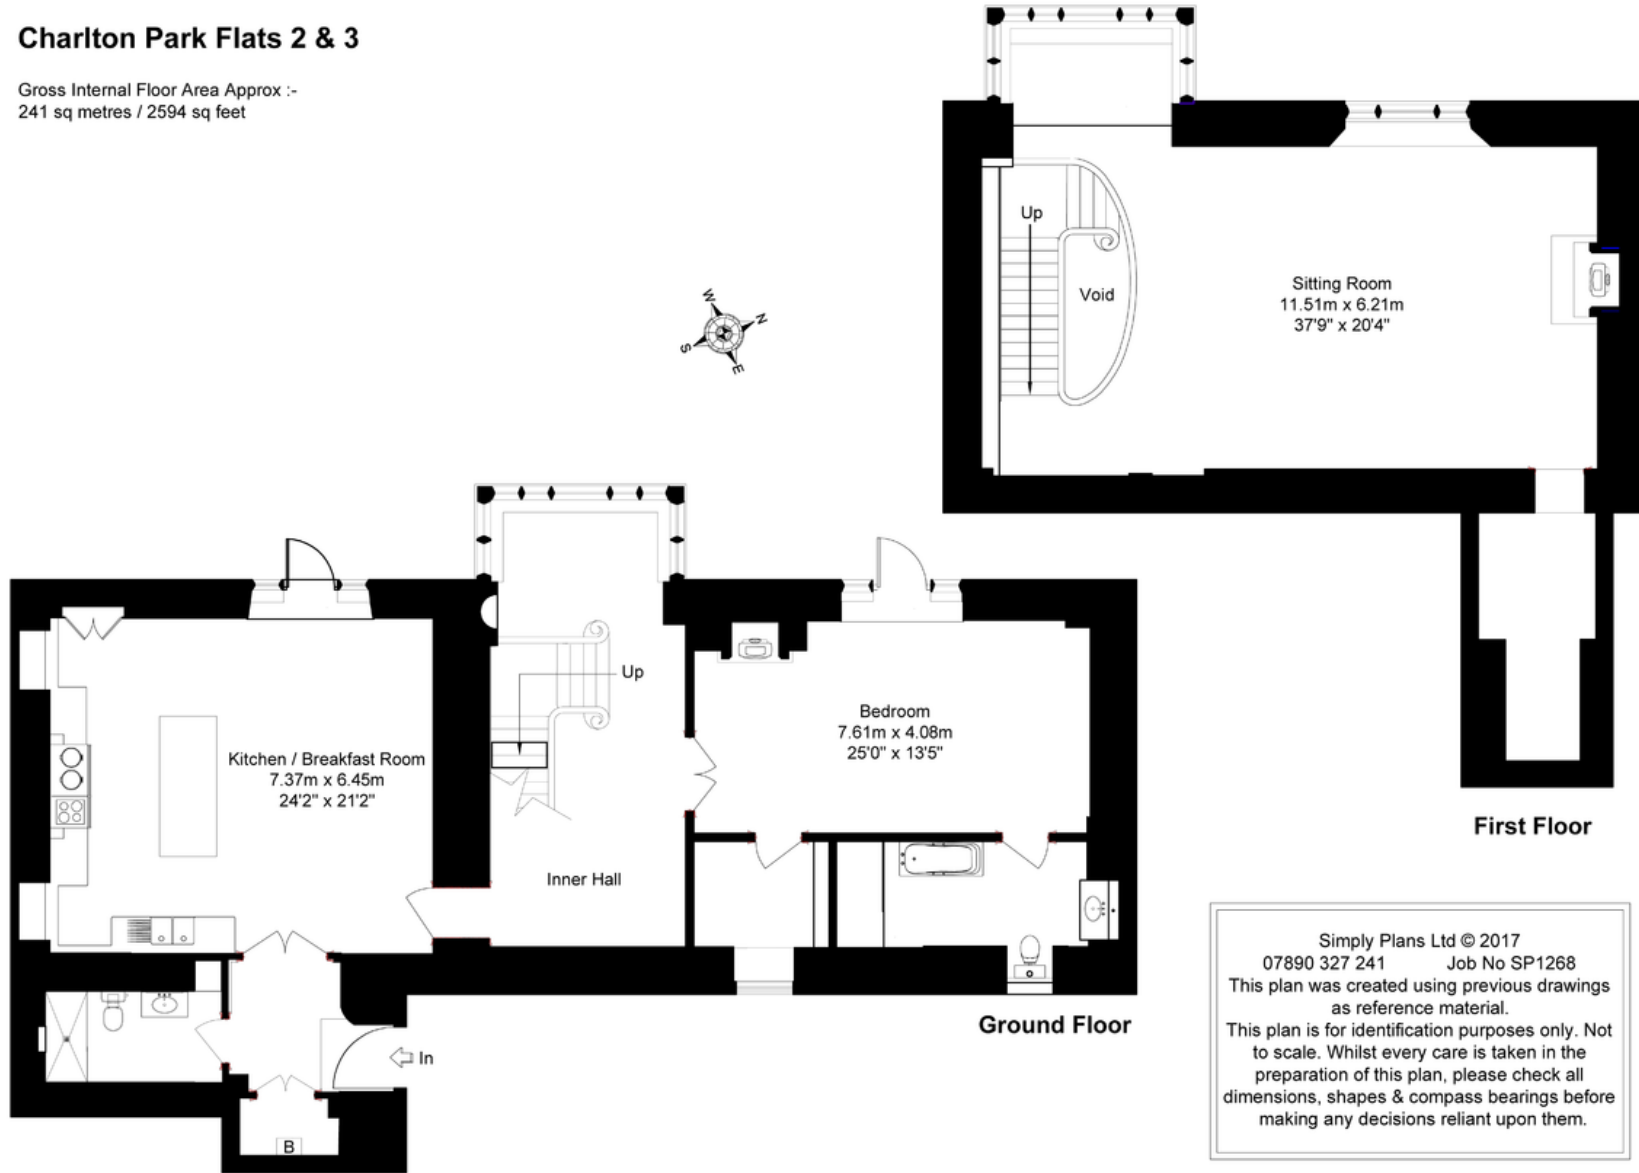 Charlton Park Flats 2 & 3
Gross Internal Floor Area Approx :-
241 sq metres / 2594 sq feet
Up
Void
Sitting Room
11.51m x 6.21m
37'9" x 20'4"
W
N
S
E
First Floor
Up
Bedroom
7.61m x 4.08m
25'0" x 13'5"
Kitchen / Breakfast Room
7.37m x 6.45m
24'2" x 21'2"
Inner Hall
In
B
Ground Floor
Simply Plans Ltd © 2017
07890 327 241 Job No SP1268
This plan was created using previous drawings
as reference material.
This plan is for identification purposes only. Not
to scale. Whilst every care is taken in the
preparation of this plan, please check all
dimensions, shapes & compass bearings before
making any decisions reliant upon them.